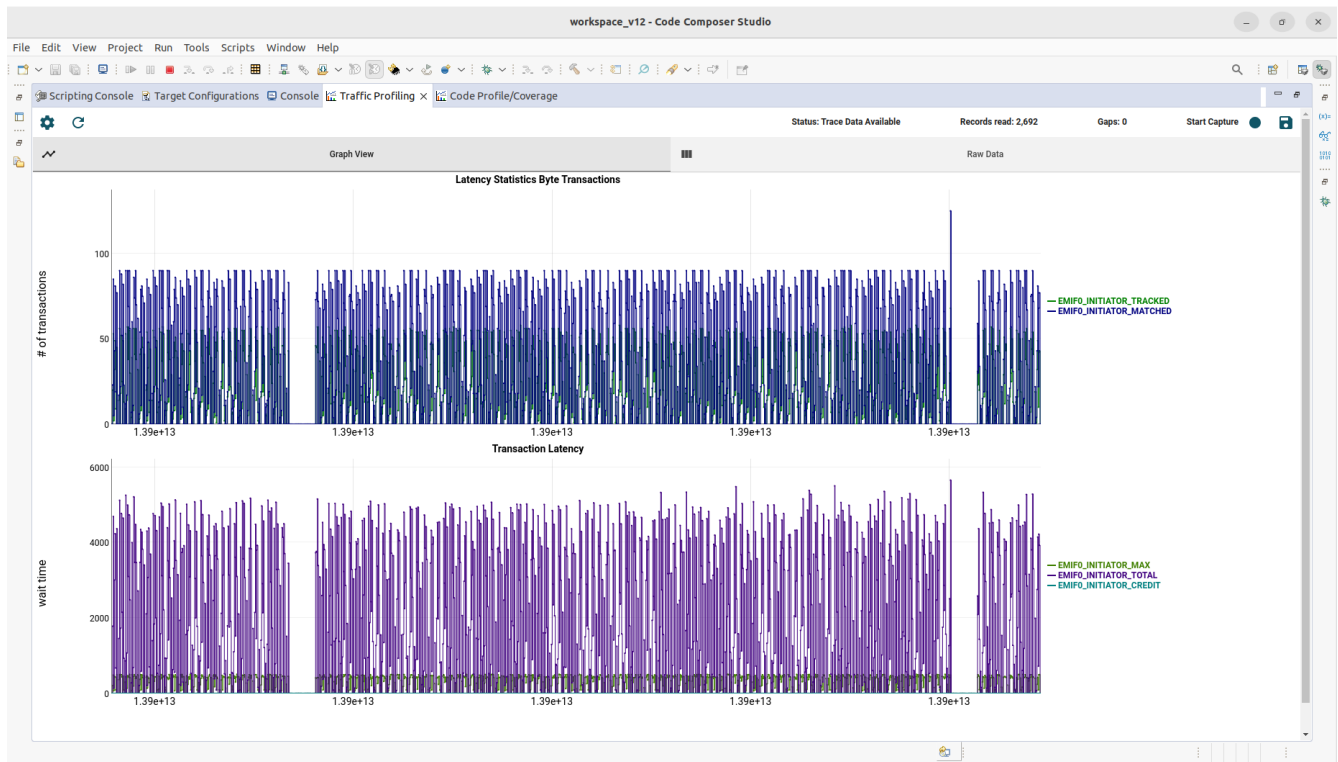 workspace_v12 - Code Composer Studio
File Edit View Project Run Tools Scripts Window Help
Scripting Console Target Configurations Console Traffic Profiling Code Profile/Coverage
Status: Trace Data Available Records read: 2,692 Gaps: 0 Start Capture
Graph View Raw Data
Latency Statistics Byte Transactions
# of transactions
100
50
0
1.39e+13 1.39e+13 1.39e+13 1.39e+13 1.39e+13
EMIF0_INITIATOR_TRACKED
EMIF0_INITIATOR_MATCHED
Transaction Latency
wait time
6000
4000
2000
0
1.39e+13 1.39e+13 1.39e+13 1.39e+13 1.39e+13
EMIF0_INITIATOR_MAX
EMIF0_INITIATOR_TOTAL
EMIF0_INITIATOR_CREDIT
(x)=
1010
0101